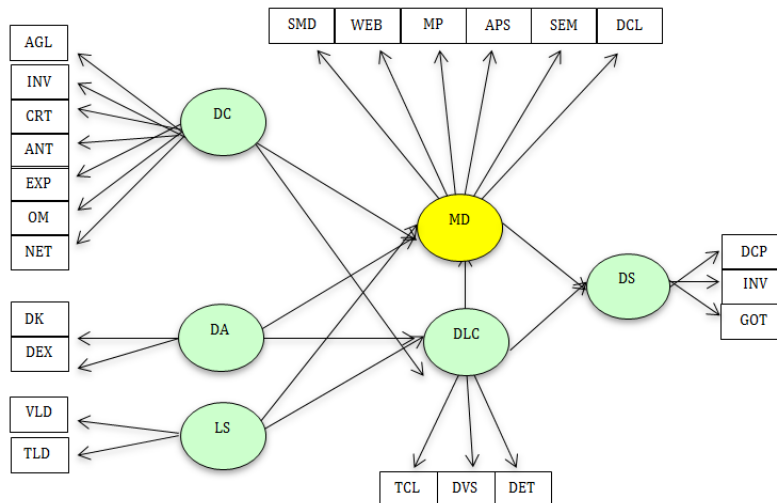 SMD WEB MP APS SEM DCL
AGL
INV
CRT
ANT
EXP
OM
NET
DC
MD
DCP
INV
GOT
DS
DK
DEX
DA
DLC
VLD
TLD
LS
TCL DVS DET